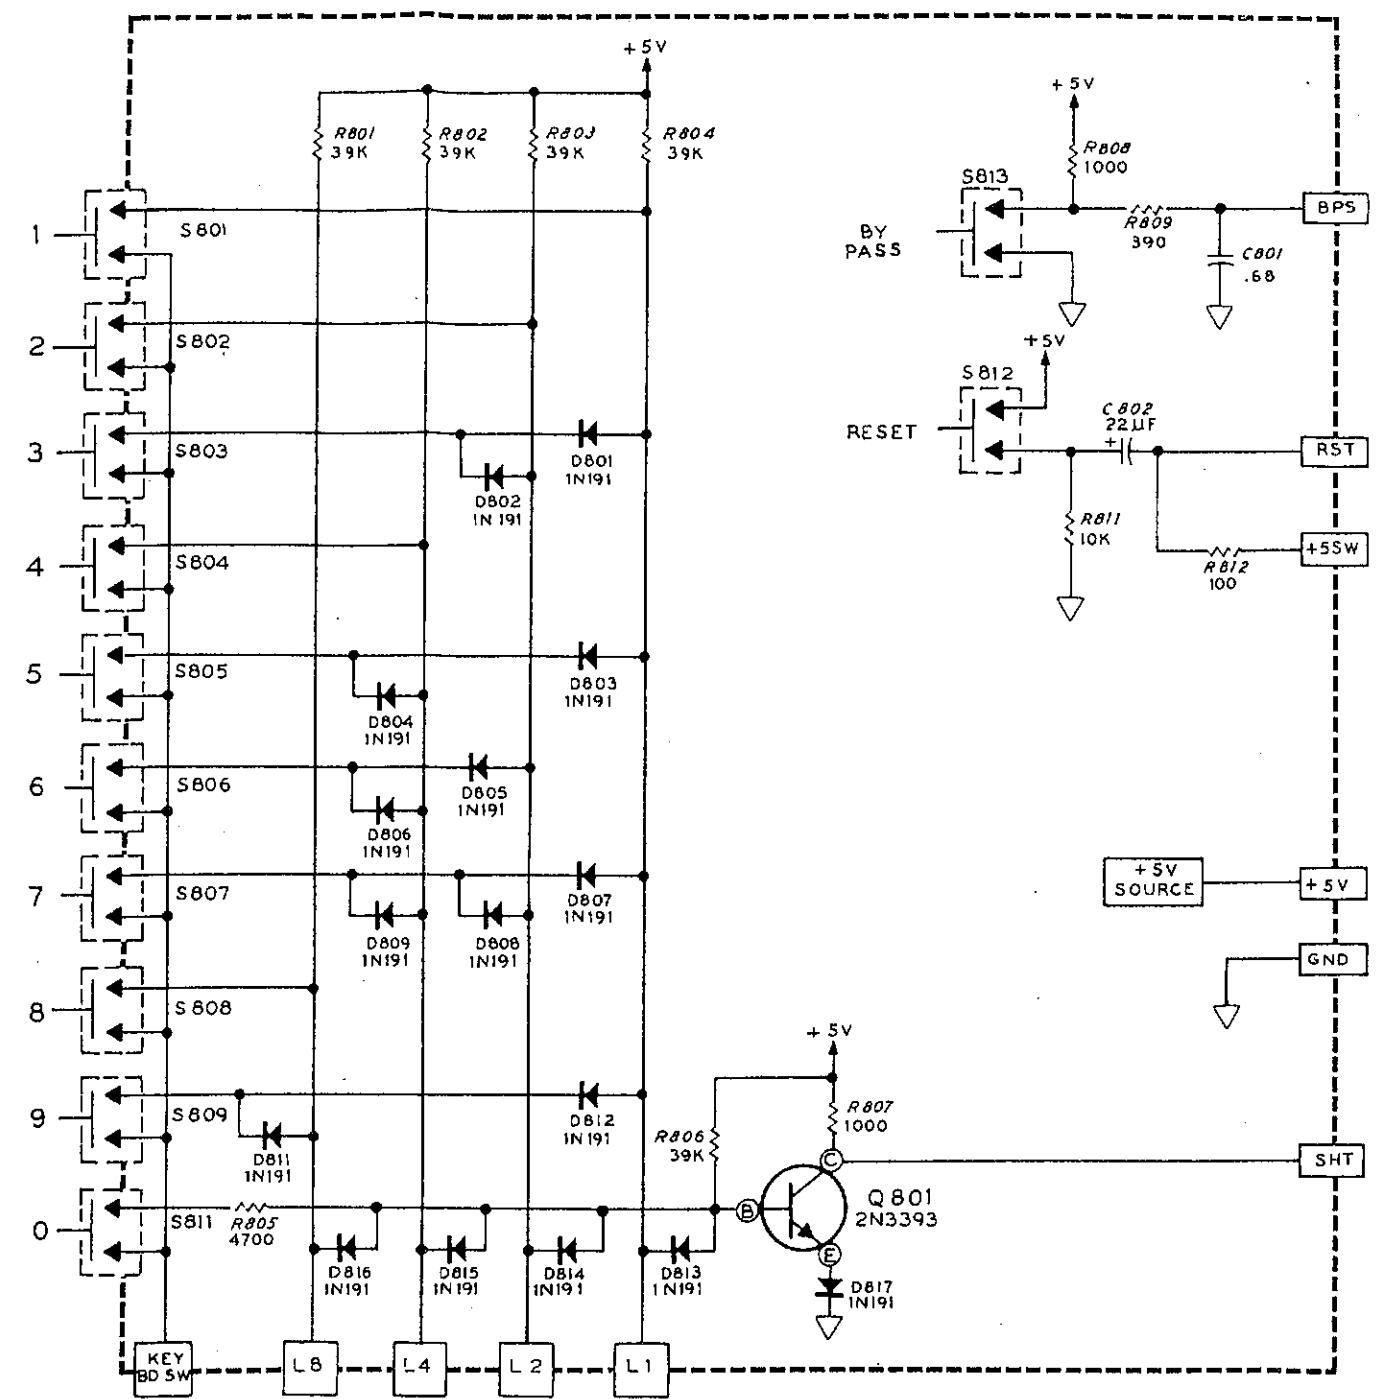 +5V
R801
39K
R802
39K
R803
39K
R804
39K
1
S801
2
S802
3
S803
D801
1N191
D802
1N191
4
S804
5
S805
D803
1N191
D804
1N191
6
S806
D805
1N191
D806
1N191
7
S807
D807
1N191
D809
1N191
D808
1N191
8
S808
9
S809
D812
1N191
D811
1N191
0
S811
R805
4700
D816
1N191
D815
1N191
D814
1N191
D813
1N191
KEY
BD SW
L8
L4
L2
L1
+5V
R808
1000
S813
BY
PASS
R809
390
C801
.68
BPS
+5V
S812
RESET
C802
22µF
+
RST
R811
10K
R812
100
+5SW
+5V
SOURCE
+5V
GND
+5V
R807
1000
R806
39K
C
B
E
Q801
2N3393
SHT
D817
1N191